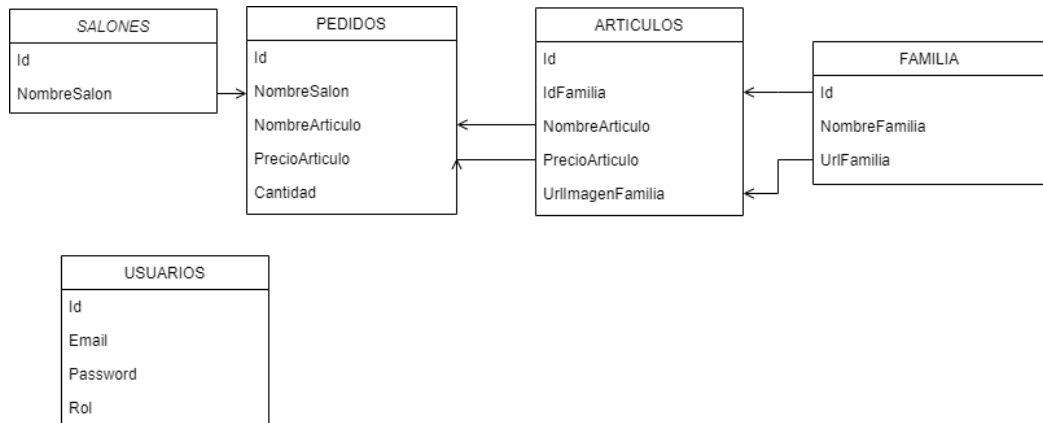 SALONES
Id
NombreSalon
PEDIDOS
Id
NombreSalon
NombreArticulo
PrecioArticulo
Cantidad
ARTICULOS
Id
IdFamilia
NombreArticulo
PrecioArticulo
UrlImagenFamilia
FAMILIA
Id
NombreFamilia
UrlFamilia
USUARIOS
Id
Email
Password
Rol